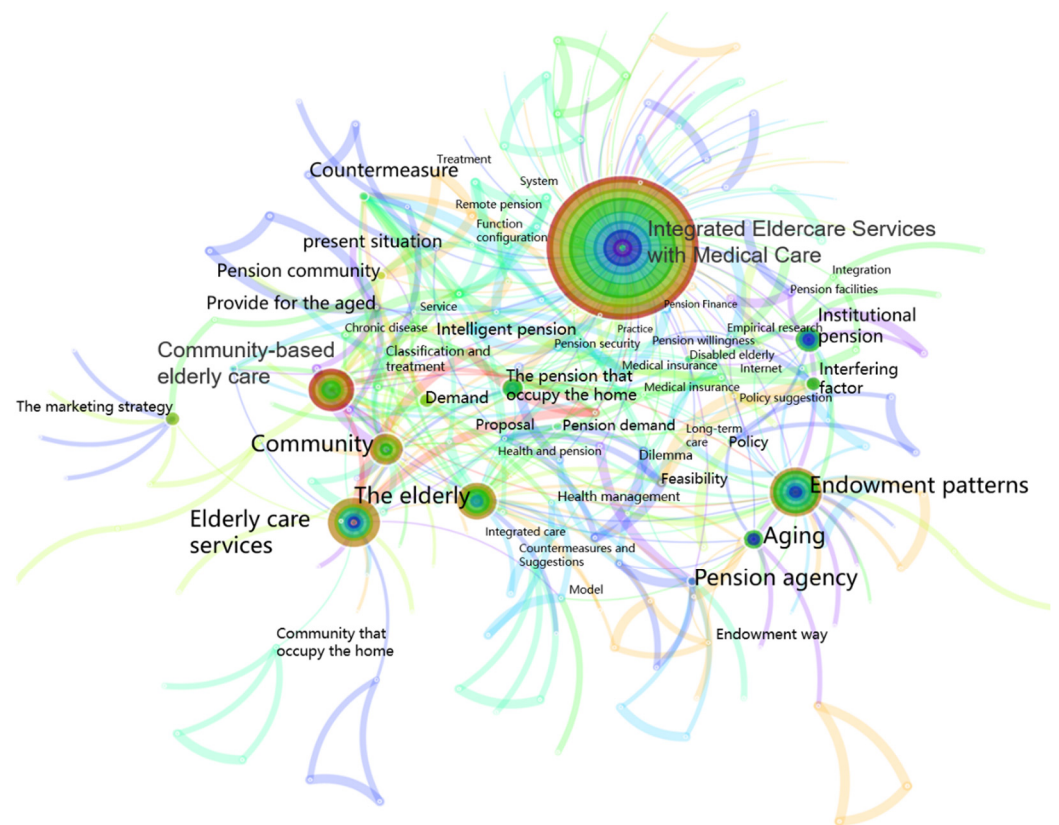 Treatment
Countermeasure
System
Remote pension
Function
configuration
Integrated Eldercare Services
with Medical Care
present situation
Pension community
Integration
Pension facilities
Provide for the aged
Service
Pension Finance
Institutional
pension
Chronic disease
Intelligent pension
Practice
Empirical research
Pension security
Pension willingness
Community-based
elderly care
Classification and
treatment
Disabled elderly
Medical insurance
Internet
Interfering
factor
The pension that
occupy the home
Medical insurance
Demand
Policy suggestion
The marketing strategy
Proposal
Pension demand
Long-term
care
Policy
Community
Health and pension
Dilemma
Feasibility
The elderly
Health management
Endowment patterns
Elderly care
services
Integrated care
Aging
Countermeasures and
Suggestions
Pension agency
Model
Community that
occupy the home
Endowment way